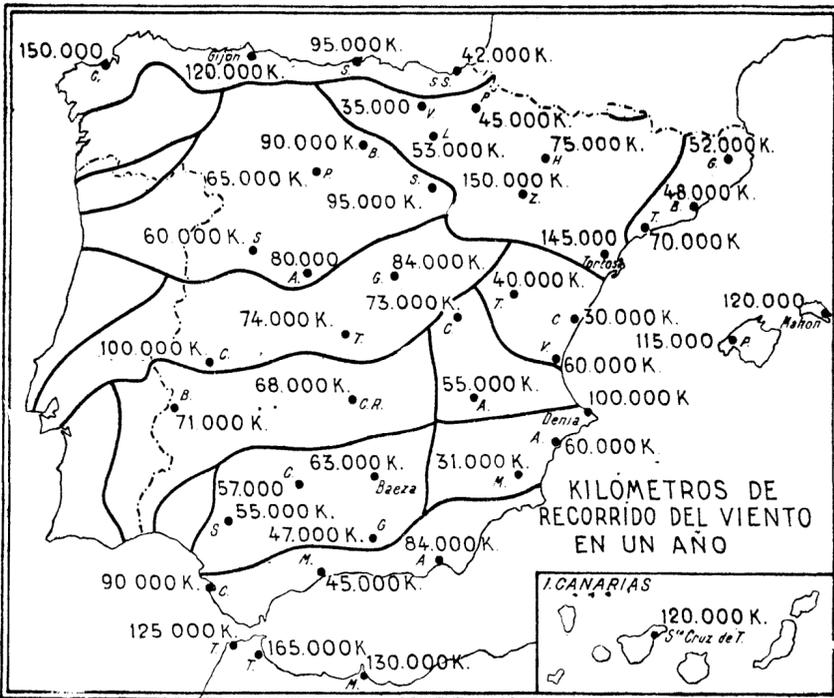 150.000
G.
Gijón
120.000 K.
95.000 K.
S.
42.000 K.
S S.
35.000
V.
P
45.000 K.
L
53.000 K.
90.000 K.
B.
75.000 K.
H
52.000 K.
G.
65.000 K.
P.
S.
95.000 K.
150.000 K.
Z.
48.000 K.
B.
T.
70.000 K
60.000 K.
S
80.000
A.
84.000 K.
G.
145.000
Tortosa
40.000 K.
T.
73.000 K.
C
C
30.000 K.
120.000
Mahon
115.000
P.
74.000 K.
T.
100.000 K.
C.
V.
60.000 K.
68.000 K.
C.R.
55.000 K.
A.
B.
71.000 K.
100.000 K
Denia
A.
60.000 K.
63.000 K.
Baeza
31.000 K.
M.
C.
57.000
55.000 K.
S
47.000 K.
G
84.000 K.
A
M.
45.000 K.
90 000 K.
C.
125 000 K.
T.
165.000 K.
T.
130.000 K.
M.
KILÓMETROS DE
RECORRIDO DEL VIENTO
EN UN AÑO
I. CANARIAS
120.000 K.
Sta Cruz de T.